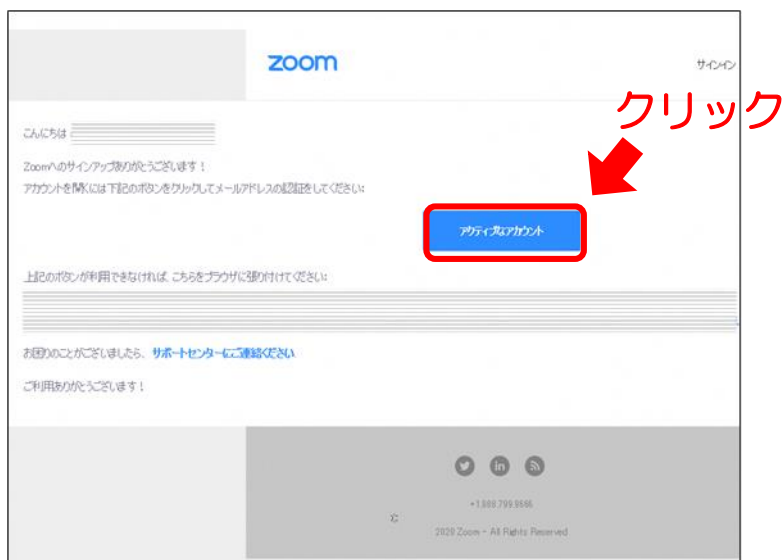 zoom
サインイン
クリック
こんにちは
Zoomへのサインアップありがとうございます！
アカウントを開くには下記のボタンをクリックしてメールアドレスの認証をしてください:
アクティブなアカウント
上記のボタンが利用できなければ、こちらをブラウザに張り付けてください:
お困りのことがございましたら、サポートセンターにご連絡ください
ご利用ありがとうございます！
in
+1.888.799.9666
2020 Zoom - All Rights Reserved